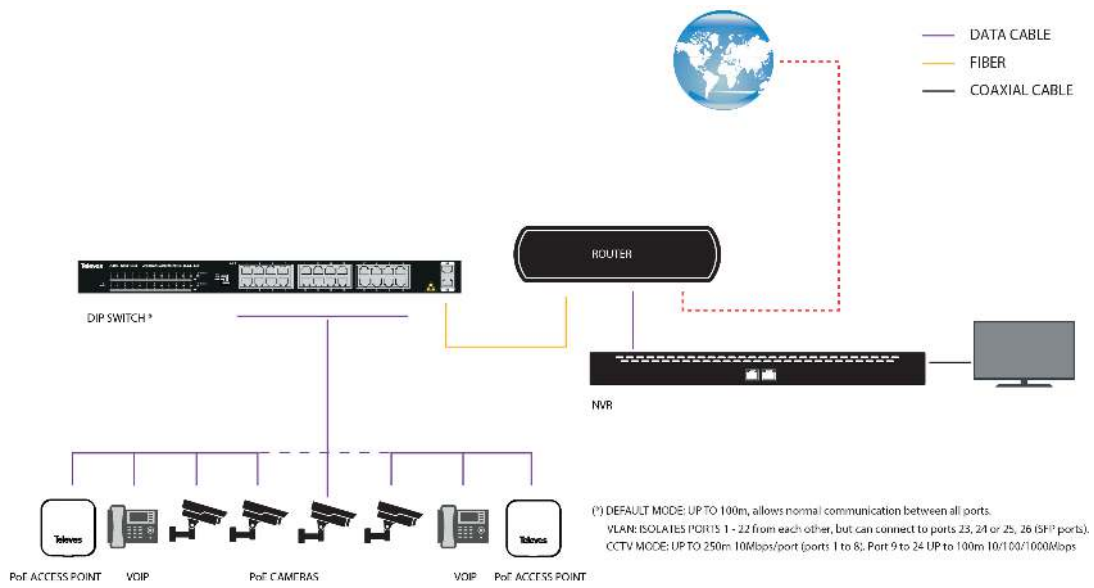 DATA CABLE
FIBER
COAXIAL CABLE
ROUTER
Televes
DIP SWITCH *
NVR
Televes
Televes
(*) DEFAULT MODE: UP TO 100m, allows normal communication between all ports.
VLAN: ISOLATES PORTS 1 - 22 from each other, but can connect to ports 23, 24 or 25, 26 (SFP ports).
CCTV MODE: UP TO 250m 10Mbps/port (ports 1 to 8). Port 9 to 24 UP to 100m 10/100/1000Mbps
PoE ACCESS POINT VOIP PoE CAMERAS VOIP PoE ACCESS POINT